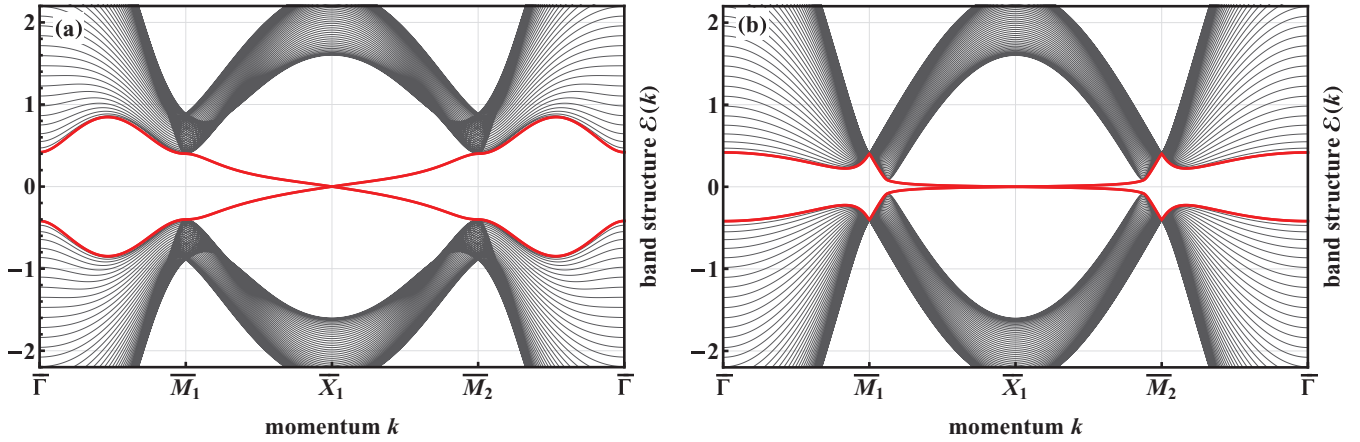 (a)
2
1
0
−1
−2
Γ̅ M̅₁ X̅₁ M̅₂ Γ̅
momentum k
band structure ℰ(k)
(b)
2
1
0
−1
−2
Γ̅ M̅₁ X̅₁ M̅₂ Γ̅
momentum k
band structure ℰ(k)